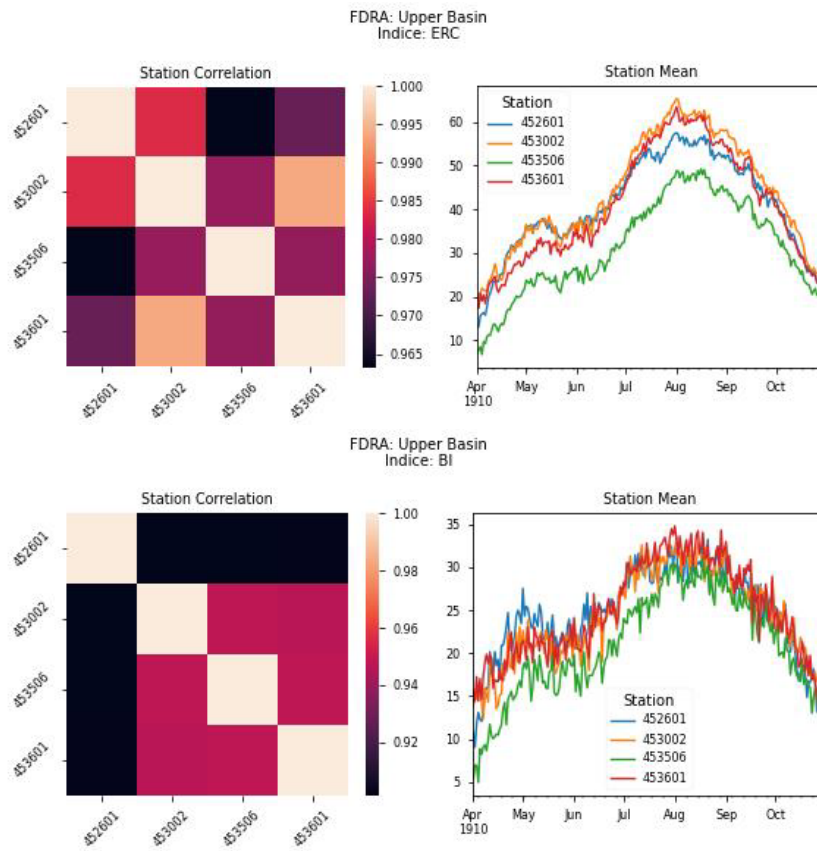 FDRA: Upper Basin
Indice: ERC
Station Correlation
452601
453002
453506
453601
452601
453002
453506
453601
1.000
0.995
0.990
0.985
0.980
0.975
0.970
0.965
Station Mean
Station
452601
453002
453506
453601
60
50
40
30
20
10
Apr
1910
May
Jun
Jul
Aug
Sep
Oct
FDRA: Upper Basin
Indice: BI
Station Correlation
452601
453002
453506
453601
452601
453002
453506
453601
1.00
0.98
0.96
0.94
0.92
Station Mean
35
30
25
20
15
10
5
Station
452601
453002
453506
453601
Apr
1910
May
Jun
Jul
Aug
Sep
Oct